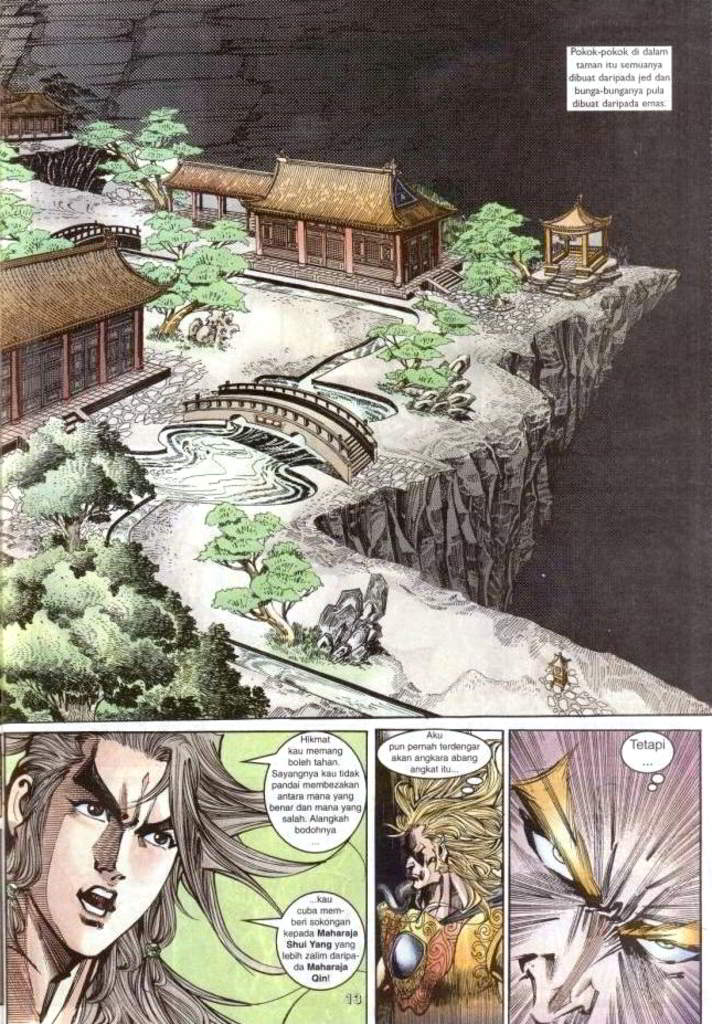 Pokok-pokok di dalam
taman itu semuanya
dibuat daripada jed dan
bunga-bunganya pula
dibuat daripada emas.
Hikmat
kau memang
boleh tahan.
Sayangnya kau tidak
pandai membezakan
antara mana yang
benar dan mana yang
salah. Alangkah
bodohnya
...
...kau
cuba mem-
beri sokongan
kepada Maharaja
Shui Yang yang
lebih zalim daripa-
da Maharaja
Qin!
Aku
pun pernah terdengar
akan angkara abang
angkat itu...
Tetapi
...
13